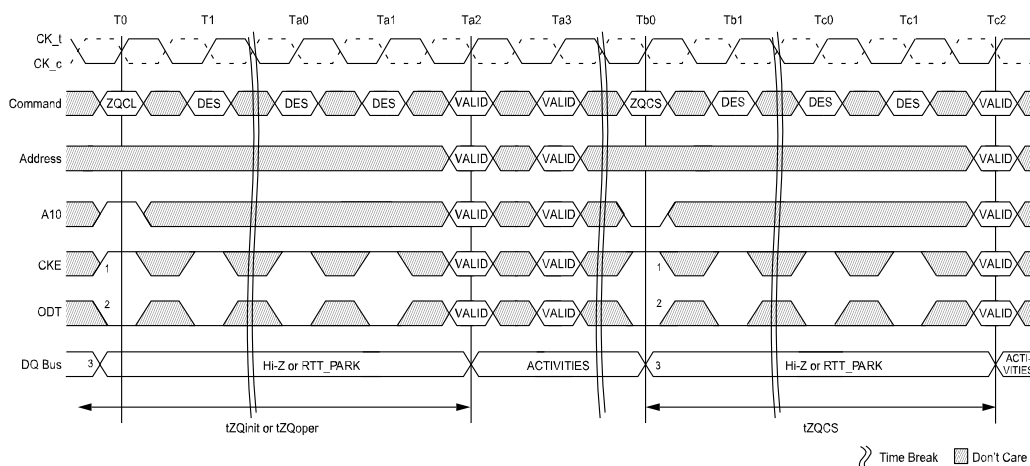 T0 T1 Ta0 Ta1 Ta2 Ta3 Tb0 Tb1 Tc0 Tc1 Tc2
CK_t
CK_c
Command ZQCL DES DES DES VALID VALID ZQCS DES DES DES VALID
Address VALID VALID VALID
A10 VALID VALID VALID
CKE 1 VALID VALID 1 VALID
ODT 2 VALID VALID 2 VALID
DQ Bus 3 Hi-Z or RTT_PARK ACTIVITIES 3 Hi-Z or RTT_PARK ACTI-
VITIES
tZQinit or tZQoper tZQCS
Time Break Don't Care